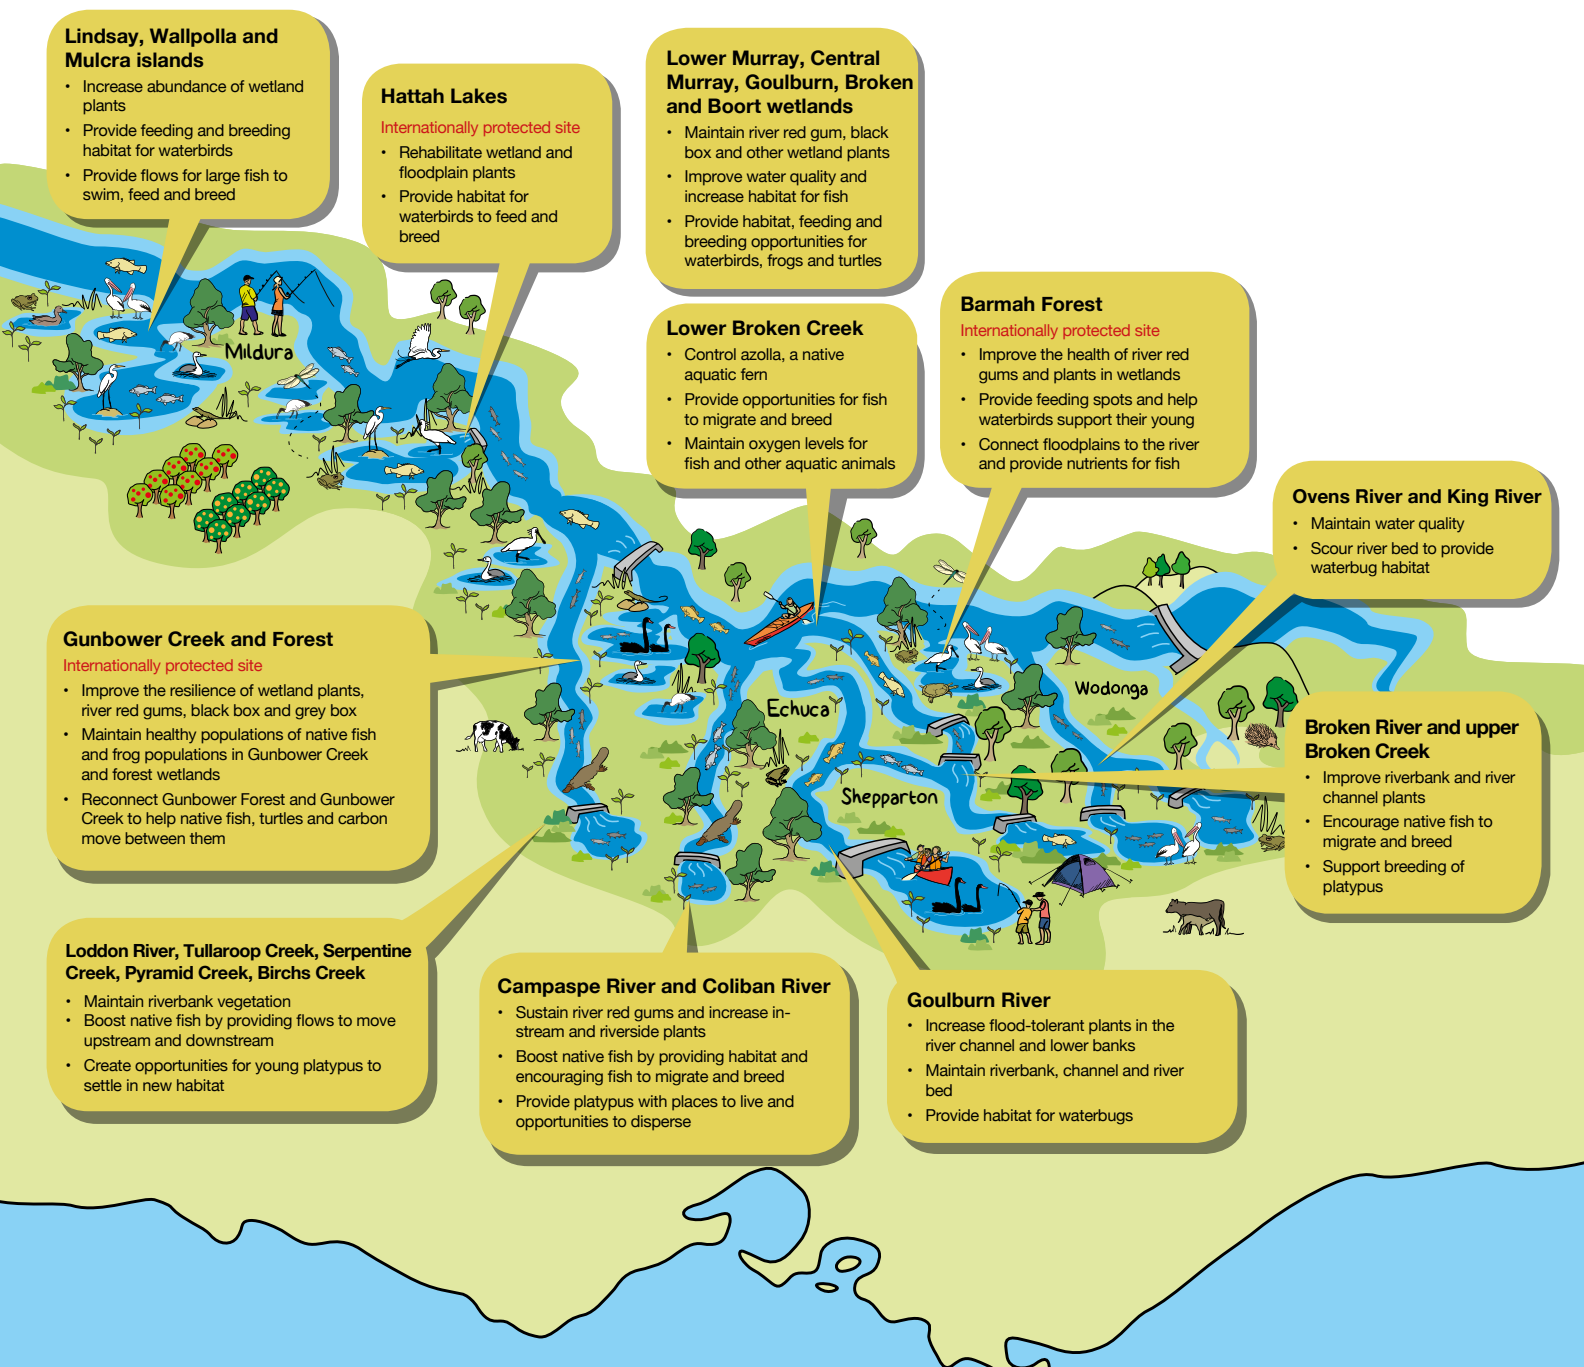 Lindsay, Wallpolla and
Mulcra islands
• Increase abundance of wetland
plants
• Provide feeding and breeding
habitat for waterbirds
• Provide flows for large fish to
swim, feed and breed
Hattah Lakes
Internationally protected site
• Rehabilitate wetland and
floodplain plants
• Provide habitat for
waterbirds to feed and
breed
Lower Murray, Central
Murray, Goulburn, Broken
and Boort wetlands
• Maintain river red gum, black
box and other wetland plants
• Improve water quality and
increase habitat for fish
• Provide habitat, feeding and
breeding opportunities for
waterbirds, frogs and turtles
Lower Broken Creek
• Control azolla, a native
aquatic fern
• Provide opportunities for fish
to migrate and breed
• Maintain oxygen levels for
fish and other aquatic animals
Barmah Forest
Internationally protected site
• Improve the health of river red
gums and plants in wetlands
• Provide feeding spots and help
waterbirds support their young
• Connect floodplains to the river
and provide nutrients for fish
Ovens River and King River
• Maintain water quality
• Scour river bed to provide
waterbug habitat
Mildura
Gunbower Creek and Forest
Internationally protected site
• Improve the resilience of wetland plants,
river red gums, black box and grey box
• Maintain healthy populations of native fish
and frog populations in Gunbower Creek
and forest wetlands
• Reconnect Gunbower Forest and Gunbower
Creek to help native fish, turtles and carbon
move between them
Echuca
Wodonga
Shepparton
Broken River and upper
Broken Creek
• Improve riverbank and river
channel plants
• Encourage native fish to
migrate and breed
• Support breeding of
platypus
Loddon River, Tullaroop Creek, Serpentine
Creek, Pyramid Creek, Birchs Creek
• Maintain riverbank vegetation
• Boost native fish by providing flows to move
upstream and downstream
• Create opportunities for young platypus to
settle in new habitat
Campaspe River and Coliban River
• Sustain river red gums and increase in-
stream and riverside plants
• Boost native fish by providing habitat and
encouraging fish to migrate and breed
• Provide platypus with places to live and
opportunities to disperse
Goulburn River
• Increase flood-tolerant plants in the
river channel and lower banks
• Maintain riverbank, channel and river
bed
• Provide habitat for waterbugs